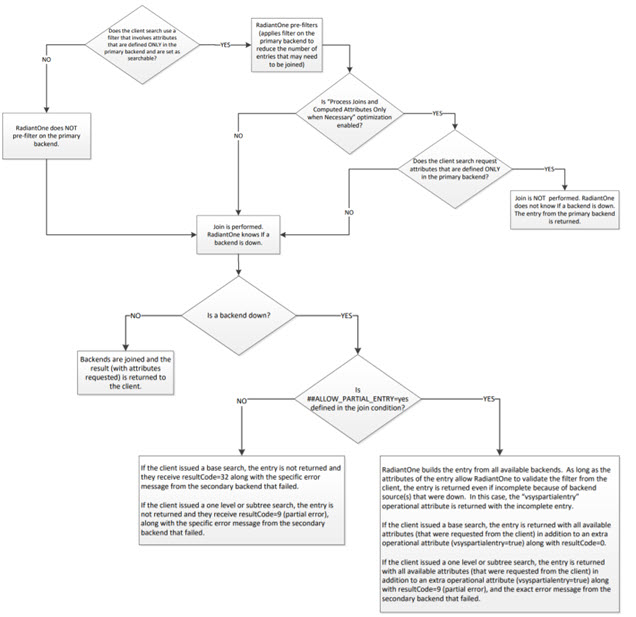 Does the client search use a
filter that involves attributes
that are defined ONLY in the
primary backend and are set as
searchable?
YES
NO
RadiantOne pre-filters
(applies filter on the
primary backend to
reduce the number of
entries that may need
to be joined)
RadiantOne does NOT
pre-filter on the primary
backend.
Is "Process Joins and
Computed Attributes Only
when Necessary" optimization
enabled?
YES
NO
Does the client search request
attributes that are defined ONLY
in the primary backend?
YES
NO
Join is NOT performed. RadiantOne
does not know if a backend is down.
The entry from the primary backend
is returned.
Join is performed.
RadiantOne knows if a
backend is down.
Is a backend down?
NO
YES
Backends are joined and the
result (with attributes
requested) is returned to
the client.
Is
##ALLOW_PARTIAL_ENTRY=yes
defined in the join condition?
NO
YES
If the client issued a base search, the entry is not returned and
they receive resultCode=32 along with the specific error
message from the secondary backend that failed.
If the client issued a one level or subtree search, the entry is
not returned and they receive resultCode=9 (partial error),
along with the specific error message from the secondary
backend that failed.
RadiantOne builds the entry from all available backends. As long as the
attributes of the entry allow RadiantOne to validate the filter from the
client, the entry is returned even if incomplete because of backend
source(s) that were down. In this case, the "vsyspartialentry"
operational attribute is returned with the incomplete entry.
If the client issued a base search, the entry is returned with all available
attributes (that were requested from the client) in addition to an extra
operational attribute (vsyspartialentry=true) along with resultCode=0.
If the client issued a one level or subtree search, the entry is returned
with all available attributes (that were requested from the client) in
addition to an extra operational attribute (vsyspartialentry=true) along
with resultCode=9 (partial error), and the exact error message from the
secondary backend that failed.